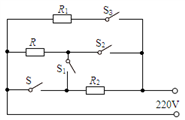 R₁ S₃
R S₂
S₁
S R₂
220V